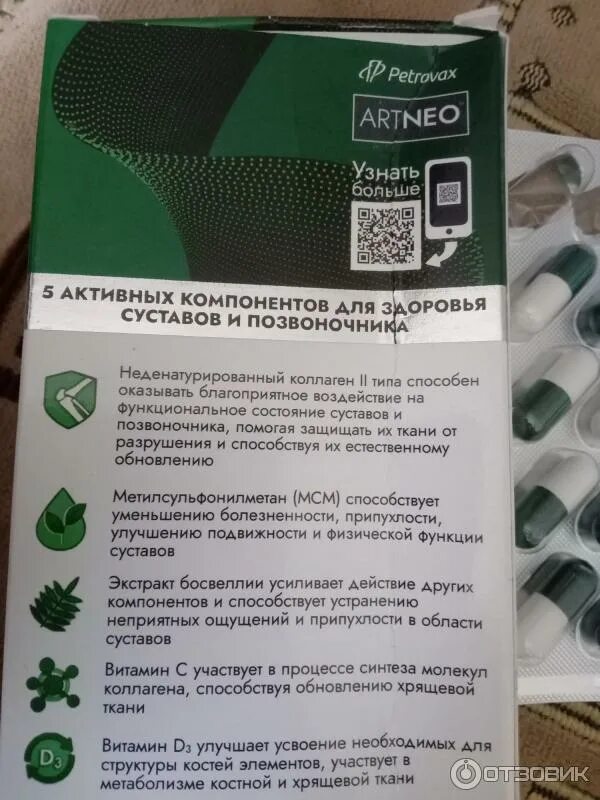 Petrovax
ARTNEO
Узнать
больше
5 АКТИВНЫХ КОМПОНЕНТОВ ДЛЯ ЗДОРОВЬЯ
СУСТАВОВ И ПОЗВОНОЧНИКА
Неденатурированный коллаген II типа способен
оказывать благоприятное воздействие на
функциональное состояние суставов и
позвоночника, помогая защищать их ткани от
разрушения и способствуя их естественному
обновлению
Метилсульфонилметан (МСМ) способствует
уменьшению болезненности, припухлости,
улучшению подвижности и физической функции
суставов
Экстракт босвеллии усиливает действие других
компонентов и способствует устранению
неприятных ощущений и припухлости в области
суставов
Витамин С участвует в процессе синтеза молекул
коллагена, способствуя обновлению хрящевой
ткани
D3
Витамин D₃ улучшает усвоение необходимых для
структуры костей элементов, участвует в
метаболизме костной и хрящевой ткани
ОТЗОВИК